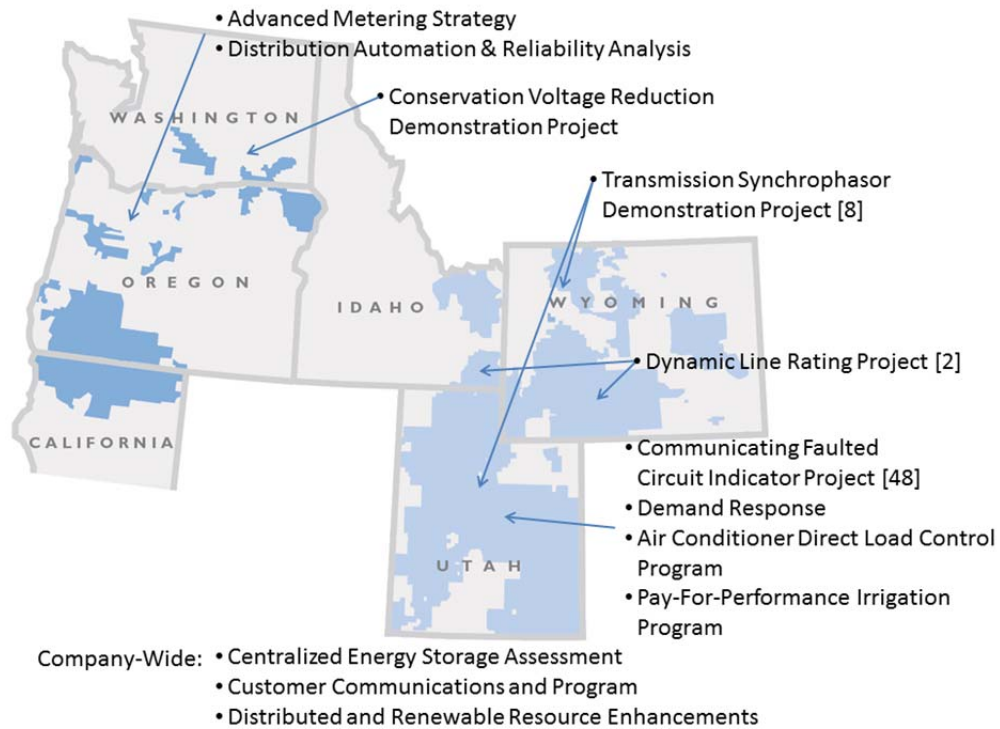 • Advanced Metering Strategy
• Distribution Automation & Reliability Analysis
• Conservation Voltage Reduction
Demonstration Project
WASHINGTON
• Transmission Synchrophasor
Demonstration Project [8]
OREGON
IDAHO
WYOMING
• Dynamic Line Rating Project [2]
CALIFORNIA
• Communicating Faulted
Circuit Indicator Project [48]
• Demand Response
• Air Conditioner Direct Load Control
Program
• Pay-For-Performance Irrigation
Program
UTAH
Company-Wide: • Centralized Energy Storage Assessment
• Customer Communications and Program
• Distributed and Renewable Resource Enhancements